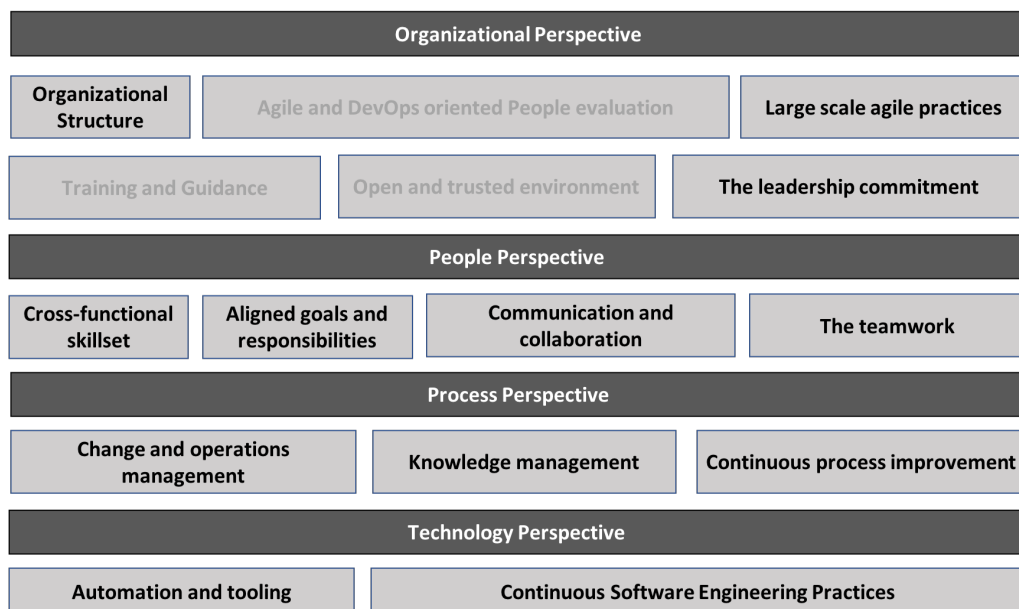 Organizational Perspective
Organizational
Structure
Agile and DevOps oriented People evaluation
Large scale agile practices
Training and Guidance
Open and trusted environment
The leadership commitment
People Perspective
Cross-functional
skillset
Aligned goals and
responsibilities
Communication and
collaboration
The teamwork
Process Perspective
Change and operations
management
Knowledge management
Continuous process improvement
Technology Perspective
Automation and tooling
Continuous Software Engineering Practices